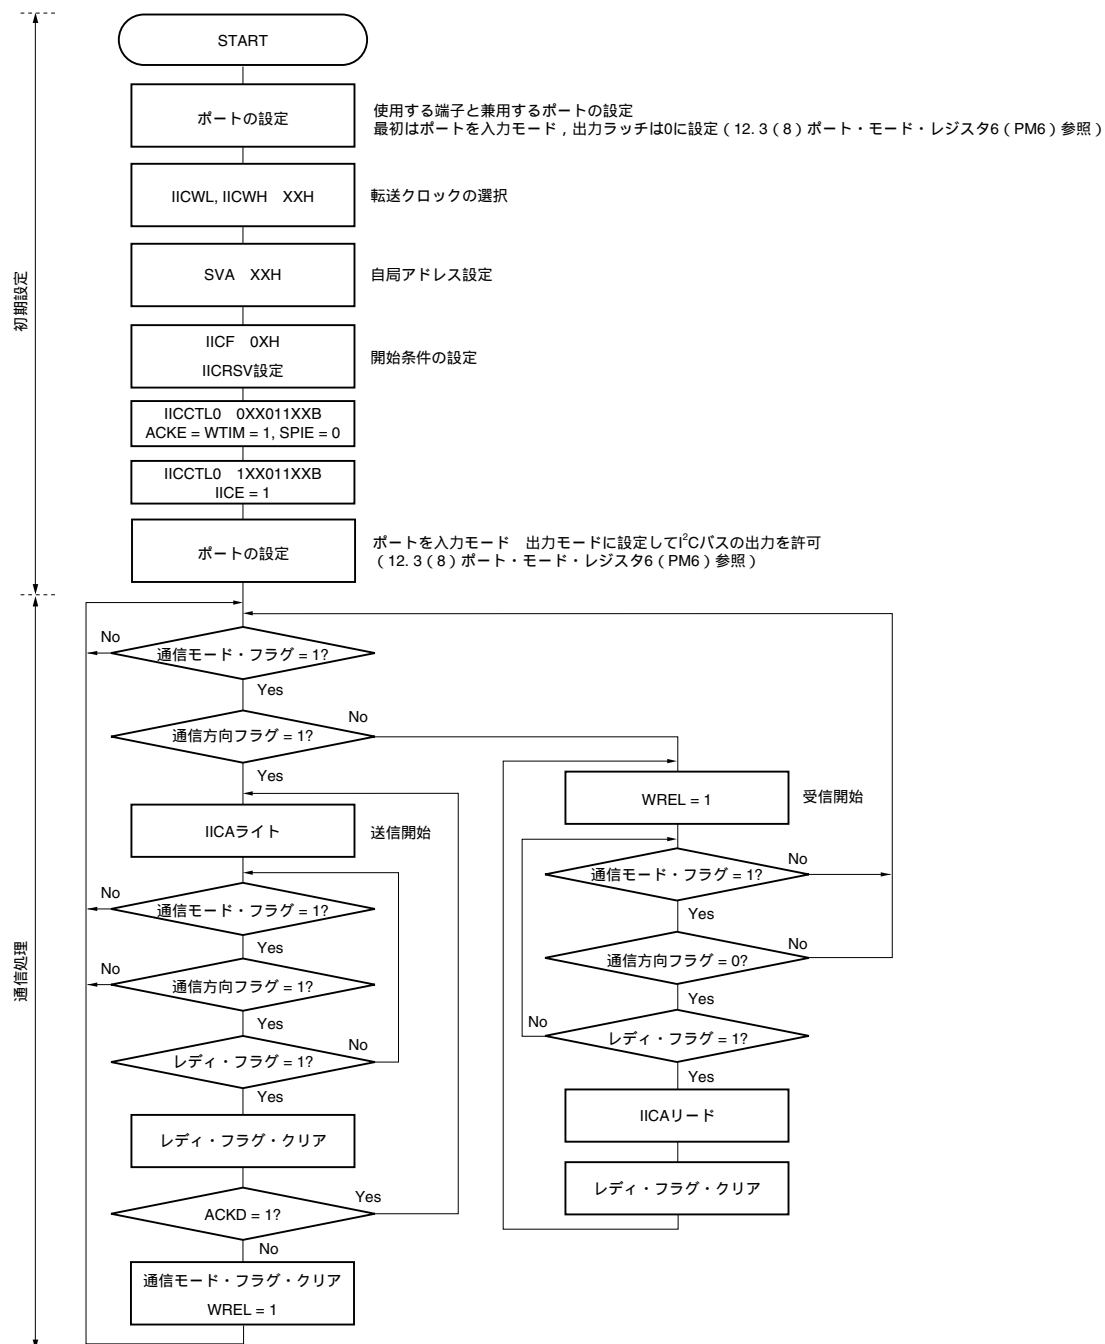 START
ポートの設定
使用する端子と兼用するポートの設定
最初はポートを入力モード，出力ラッチは0に設定（12. 3（8）ポート・モード・レジスタ6（PM6）参照）
IICWL, IICWH XXH
転送クロックの選択
SVA XXH
自局アドレス設定
初期設定
IICF 0XH
IICRSV設定
開始条件の設定
IICCTL0 0XX011XXB
ACKE = WTIM = 1, SPIE = 0
IICCTL0 1XX011XXB
IICE = 1
ポートの設定
ポートを入力モード 出力モードに設定してI²Cバスの出力を許可
（12. 3（8）ポート・モード・レジスタ6（PM6）参照）
No
通信モード・フラグ = 1?
Yes
通信方向フラグ = 1?
No
Yes
IICAライト
送信開始
No
通信モード・フラグ = 1?
Yes
No
通信方向フラグ = 1?
Yes
レディ・フラグ = 1?
No
Yes
レディ・フラグ・クリア
ACKD = 1?
Yes
No
通信モード・フラグ・クリア
WREL = 1
WREL = 1
受信開始
通信モード・フラグ = 1?
No
Yes
通信方向フラグ = 0?
No
Yes
No
レディ・フラグ = 1?
Yes
IICAリード
レディ・フラグ・クリア
通信処理